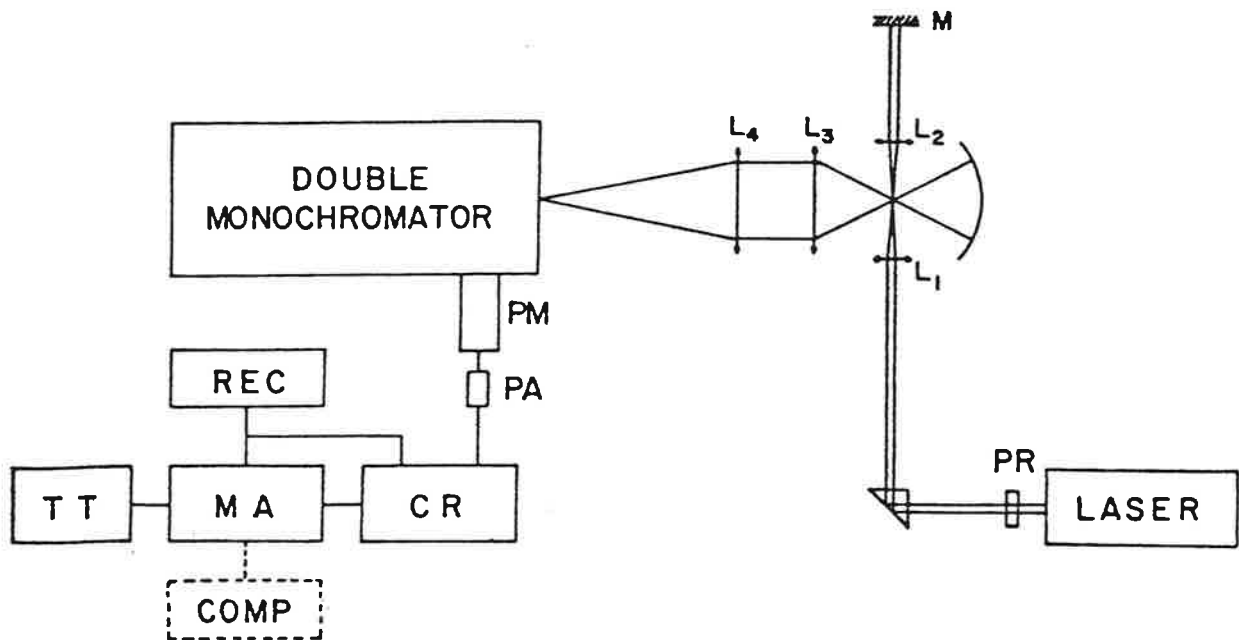 M
L₄
L₃
L₂
DOUBLE
MONOCHROMATOR
L₁
PM
REC
PA
PR
TT
MA
CR
LASER
COMP